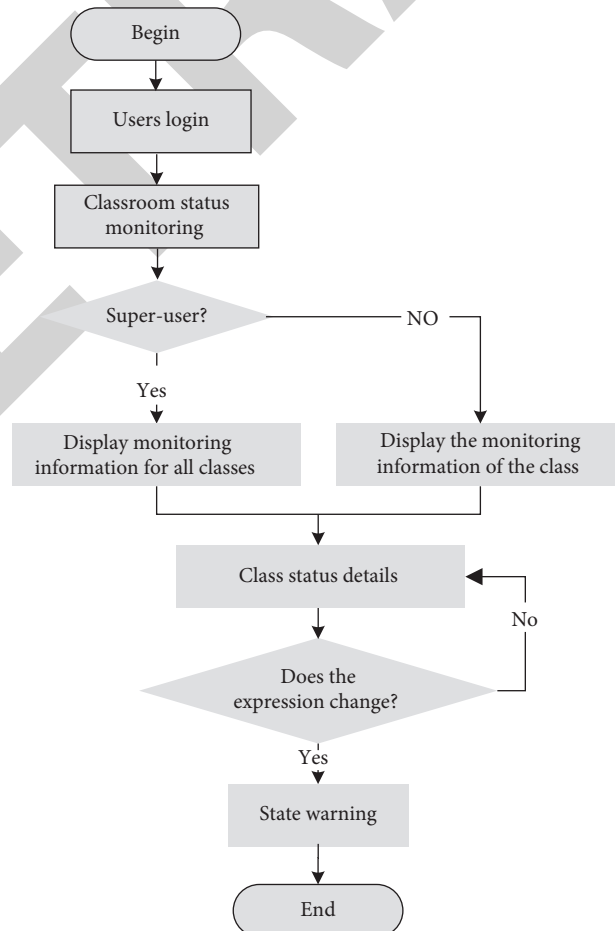 Begin
Users login
Classroom status
monitoring
Super-user?
NO
Yes
Display monitoring
information for all classes
Display the monitoring
information of the class
Class status details
No
Does the
expression change?
Yes
State warning
End